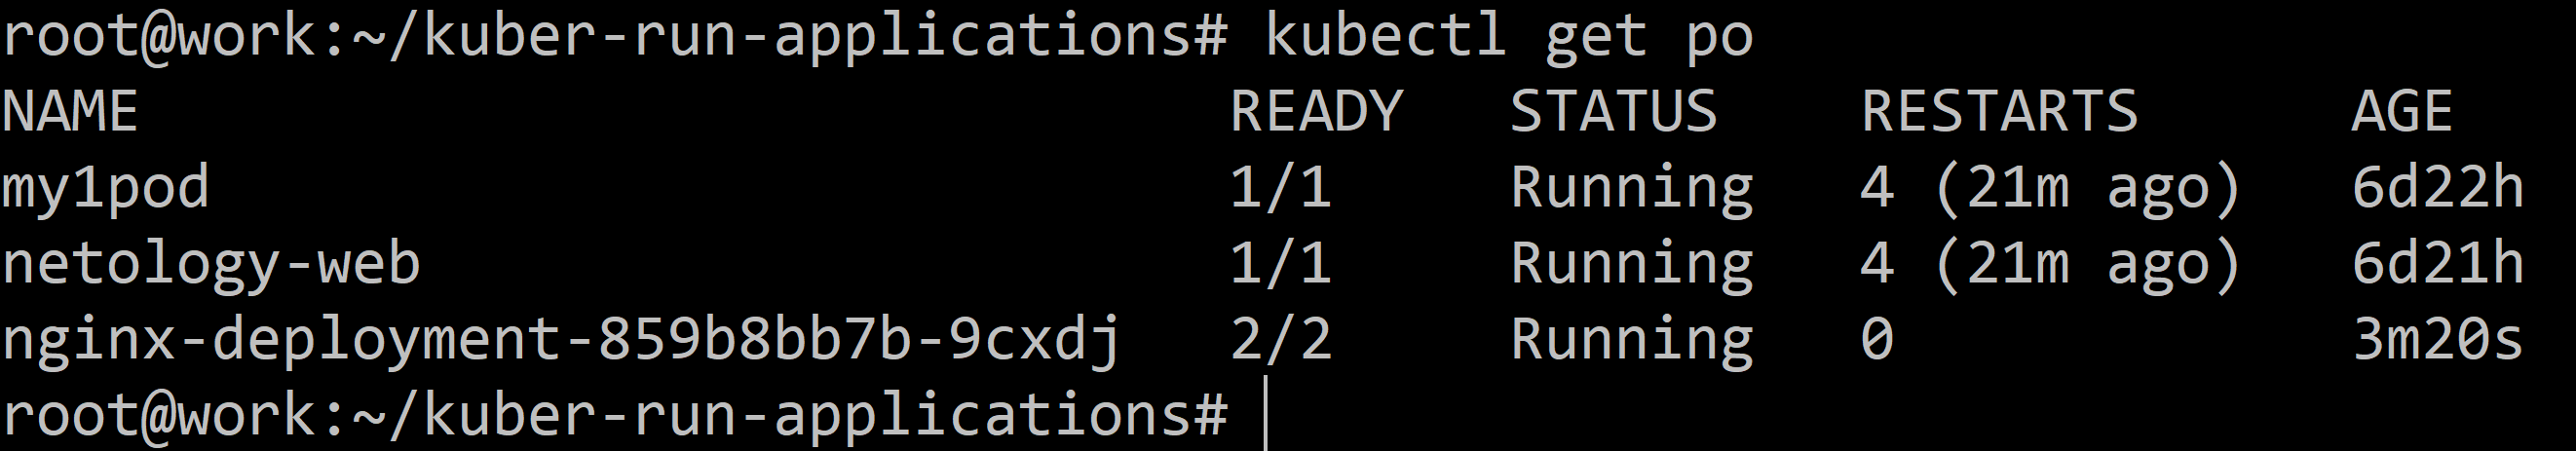 root@work:~/kuber-run-applications# kubectl get po
NAME                                READY   STATUS    RESTARTS      AGE
my1pod                              1/1     Running   4 (21m ago)   6d22h
netology-web                        1/1     Running   4 (21m ago)   6d21h
nginx-deployment-859b8bb7b-9cxdj   2/2     Running   0             3m20s
root@work:~/kuber-run-applications#